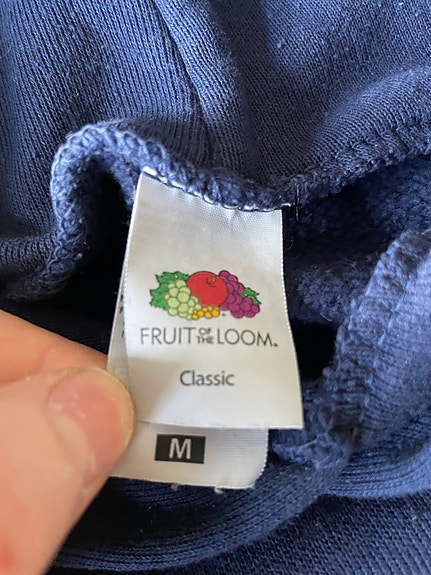 FRUIT OF THE LOOM.
Classic
M